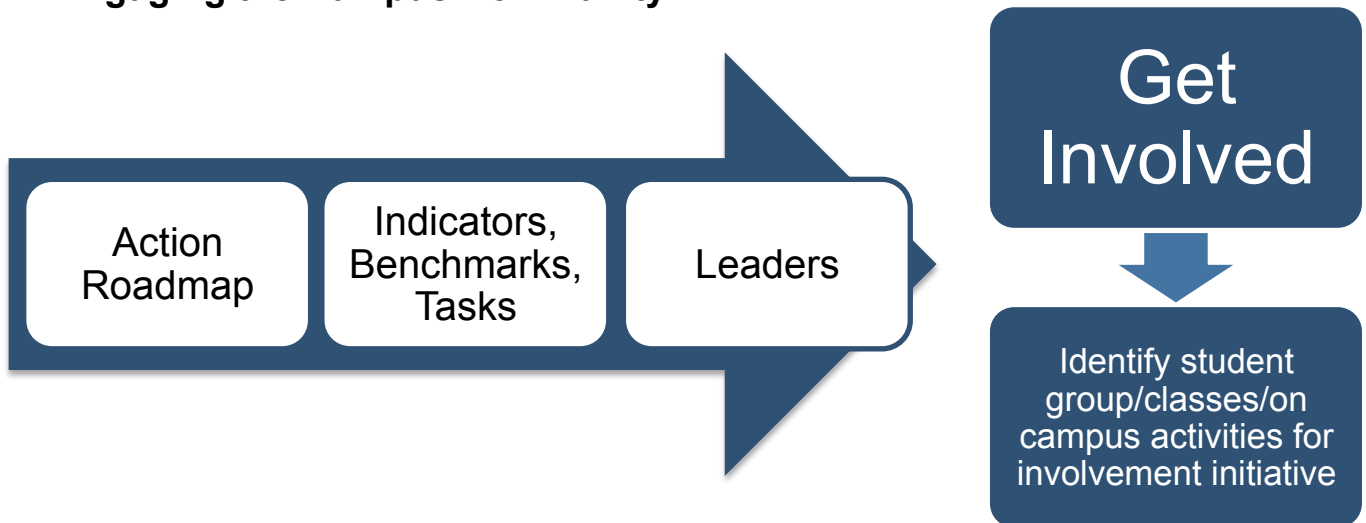 Action
Roadmap
Indicators,
Benchmarks,
Tasks
Leaders
Get
Involved
Identify student
group/classes/on
campus activities for
involvement initiative